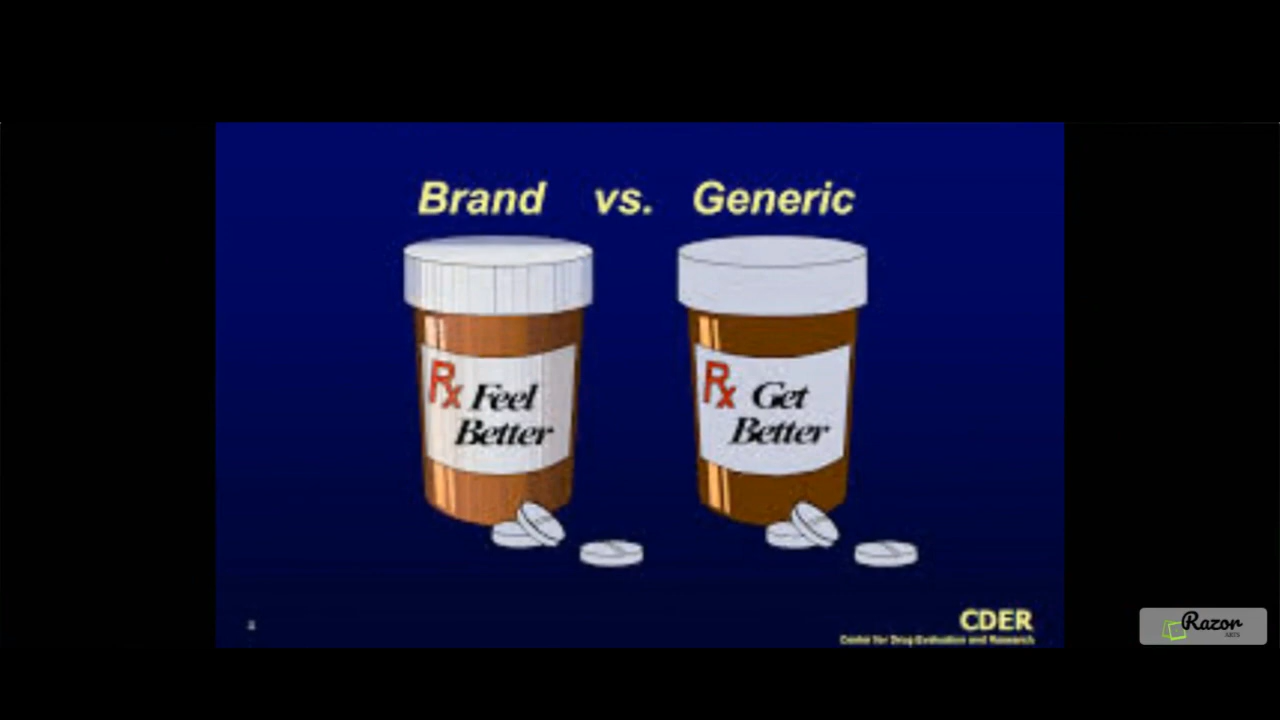 Brand vs. Generic
Rx Feel
Better
Rx Get
Better
CDER
Center for Drug Evaluation and Research
Razor